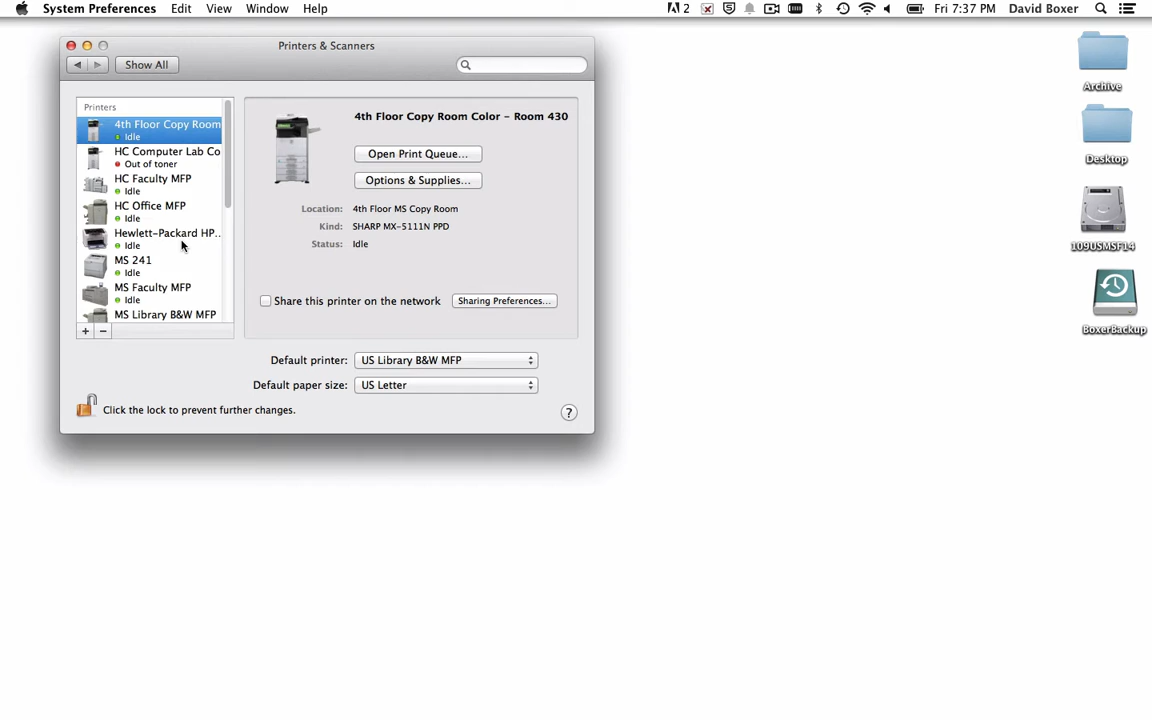 System Preferences Edit View Window Help
2 5 Fri 7:37 PM David Boxer
Printers & Scanners
Show All
Printers
4th Floor Copy Room
Idle
HC Computer Lab Co
Out of toner
HC Faculty MFP
Idle
HC Office MFP
Idle
Hewlett-Packard HP...
Idle
MS 241
Idle
MS Faculty MFP
Idle
MS Library B&W MFP
+ −
4th Floor Copy Room Color - Room 430
Open Print Queue...
Options & Supplies...
Location: 4th Floor MS Copy Room
Kind: SHARP MX-5111N PPD
Status: Idle
Share this printer on the network Sharing Preferences...
Default printer: US Library B&W MFP
Default paper size: US Letter
Click the lock to prevent further changes.
?
Archive
Desktop
109USMSF14
BoxerBackup